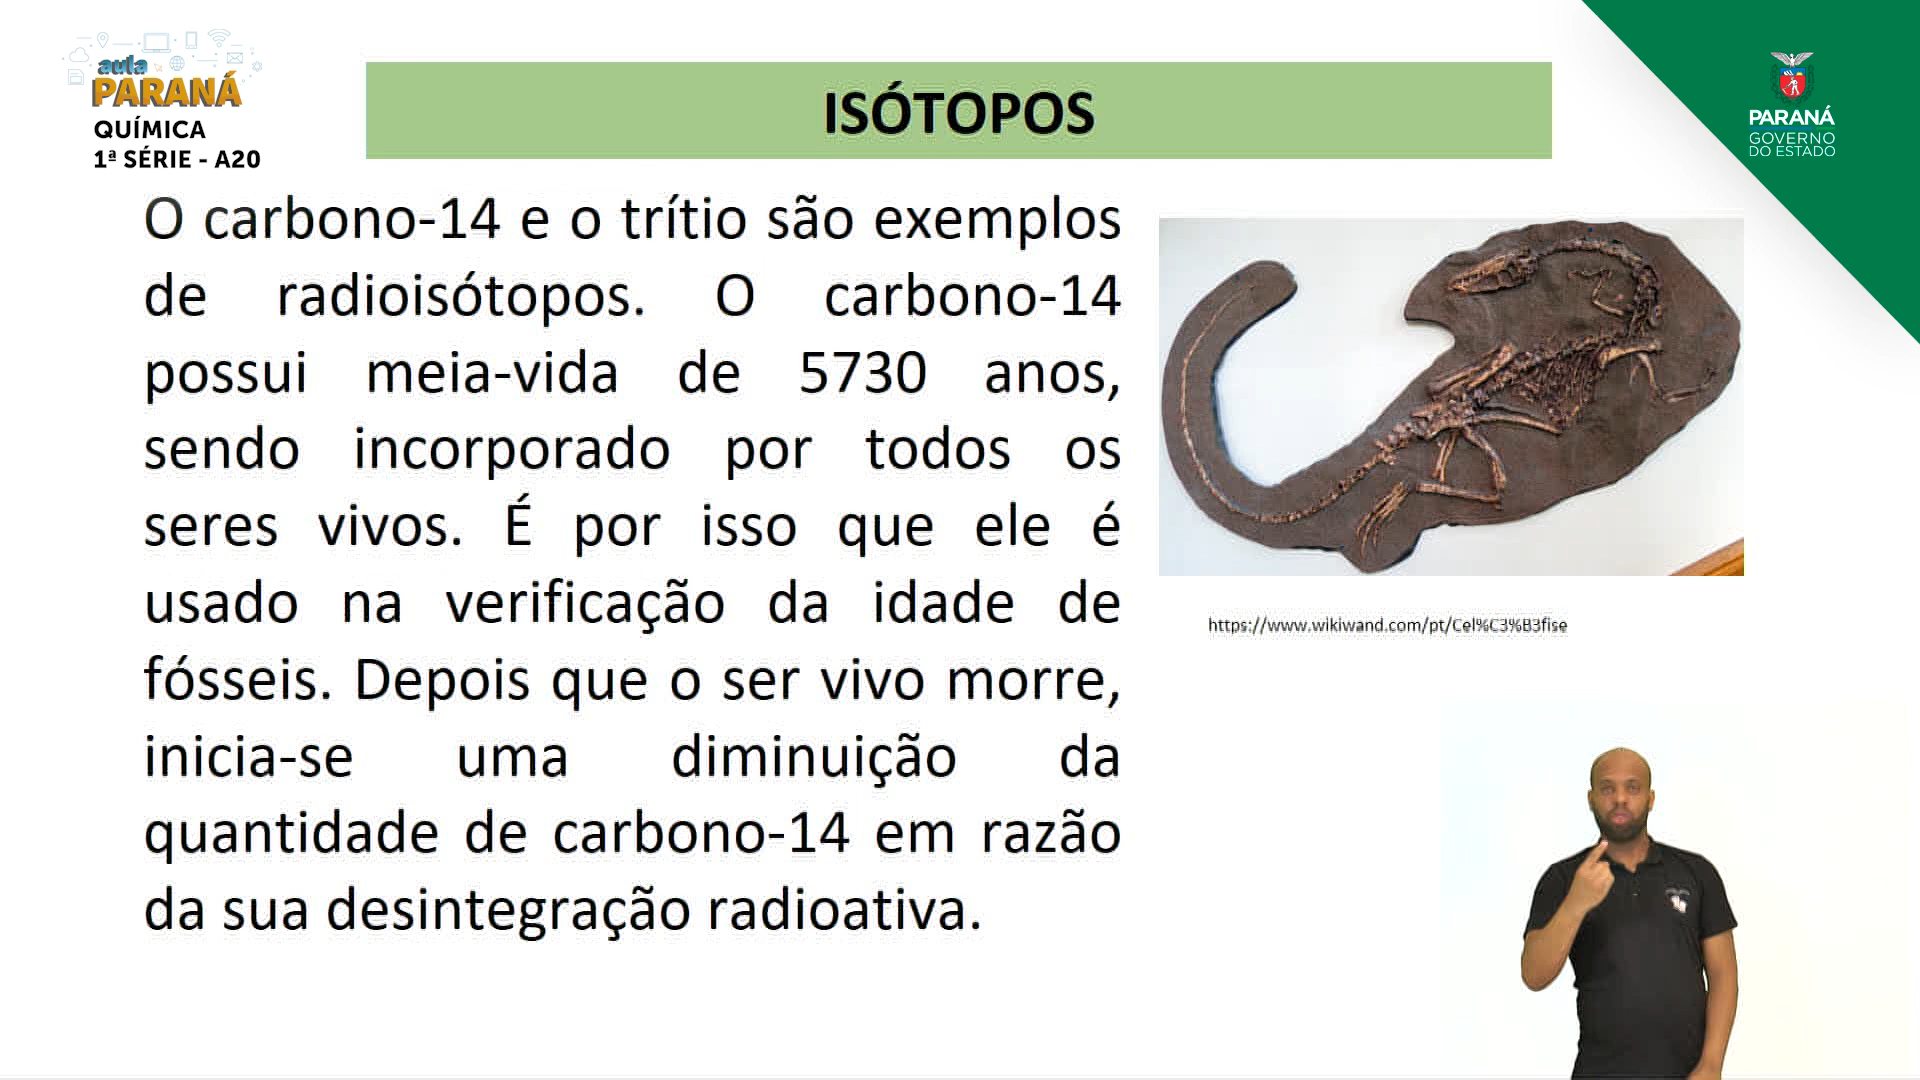 aula
PARANÁ
QUÍMICA
1ª SÉRIE - A20
ISÓTOPOS
PARANÁ
GOVERNO
DO ESTADO
O carbono-14 e o trítio são exemplos
de radioisótopos. O carbono-14
possui meia-vida de 5730 anos,
sendo incorporado por todos os
seres vivos. É por isso que ele é
usado na verificação da idade de
fósseis. Depois que o ser vivo morre,
inicia-se uma diminuição da
quantidade de carbono-14 em razão
da sua desintegração radioativa.
https://www.wikiwand.com/pt/Cel%C3%B3fise